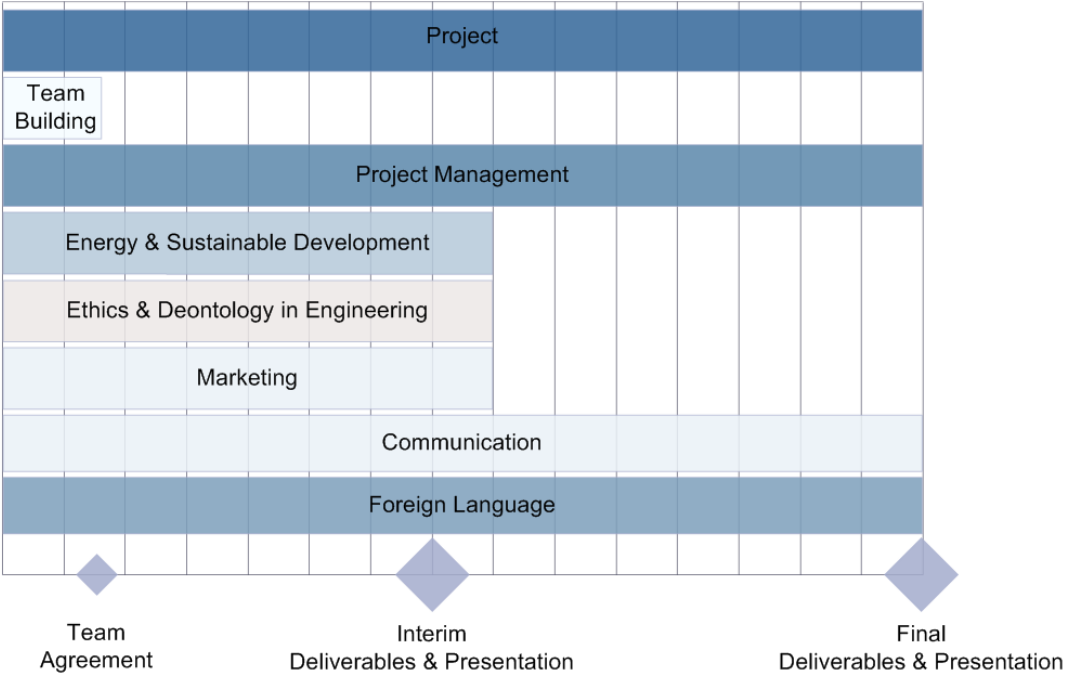 Project
Team
Building
Project Management
Energy & Sustainable Development
Ethics & Deontology in Engineering
Marketing
Communication
Foreign Language
Team
Agreement
Interim
Deliverables & Presentation
Final
Deliverables & Presentation